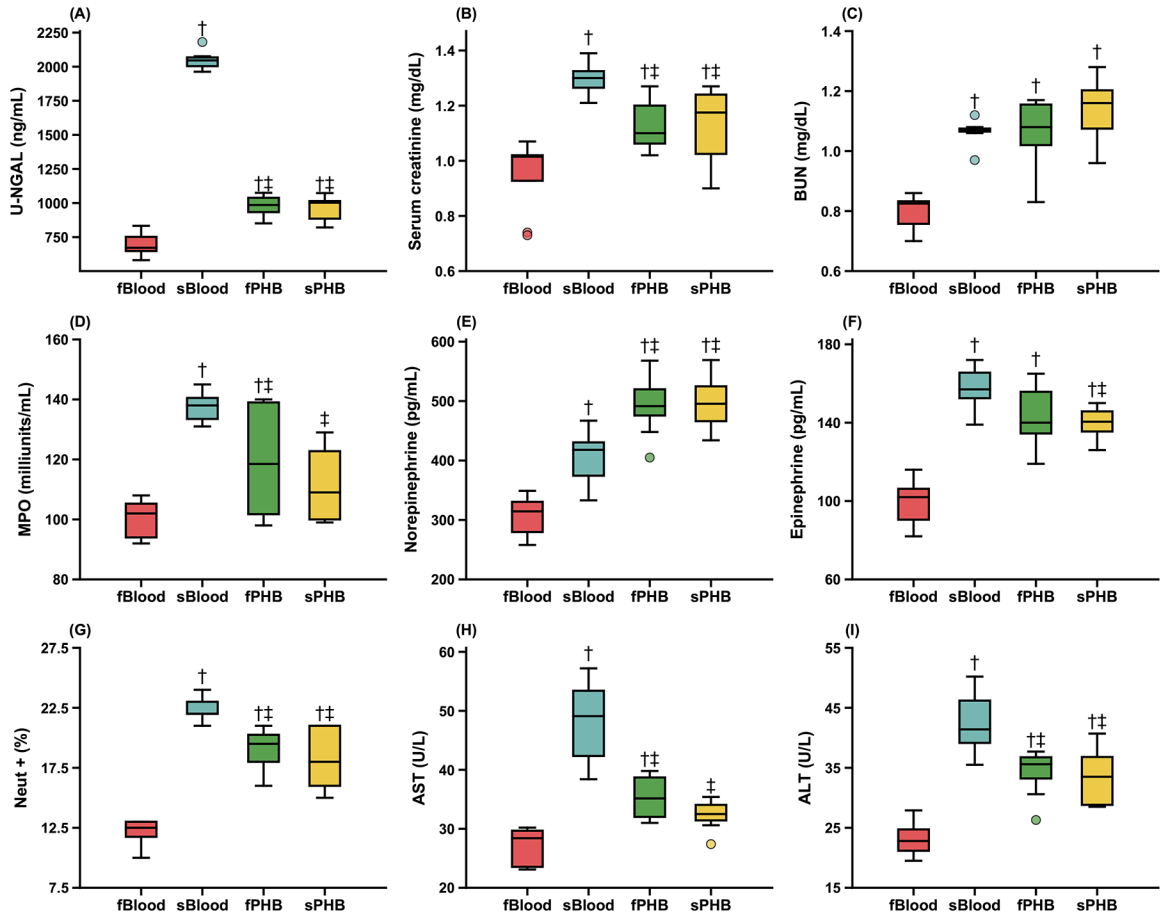 (A)
U-NGAL (ng/mL)
2250
2000
1750
1500
1250
1000
750
†
†‡
†‡
fBlood sBlood fPHB sPHB
(B)
Serum creatinine (mg/dL)
1.4
1.2
1.0
0.8
0.6
†
†‡
†‡
fBlood sBlood fPHB sPHB
(C)
BUN (mg/dL)
1.4
1.2
1.0
0.8
0.6
†
†
†
fBlood sBlood fPHB sPHB
(D)
MPO (milliunits/mL)
160
140
120
100
80
†
†‡
‡
fBlood sBlood fPHB sPHB
(E)
Norepinephrine (pg/mL)
600
500
400
300
200
†
†‡
†‡
fBlood sBlood fPHB sPHB
(F)
Epinephrine (pg/mL)
180
140
100
60
†
†
†‡
fBlood sBlood fPHB sPHB
(G)
Neut + (%)
27.5
22.5
17.5
12.5
7.5
†
†‡
†‡
fBlood sBlood fPHB sPHB
(H)
AST (U/L)
60
50
40
30
20
†
†‡
‡
fBlood sBlood fPHB sPHB
(I)
ALT (U/L)
55
45
35
25
15
†
†‡
†‡
fBlood sBlood fPHB sPHB